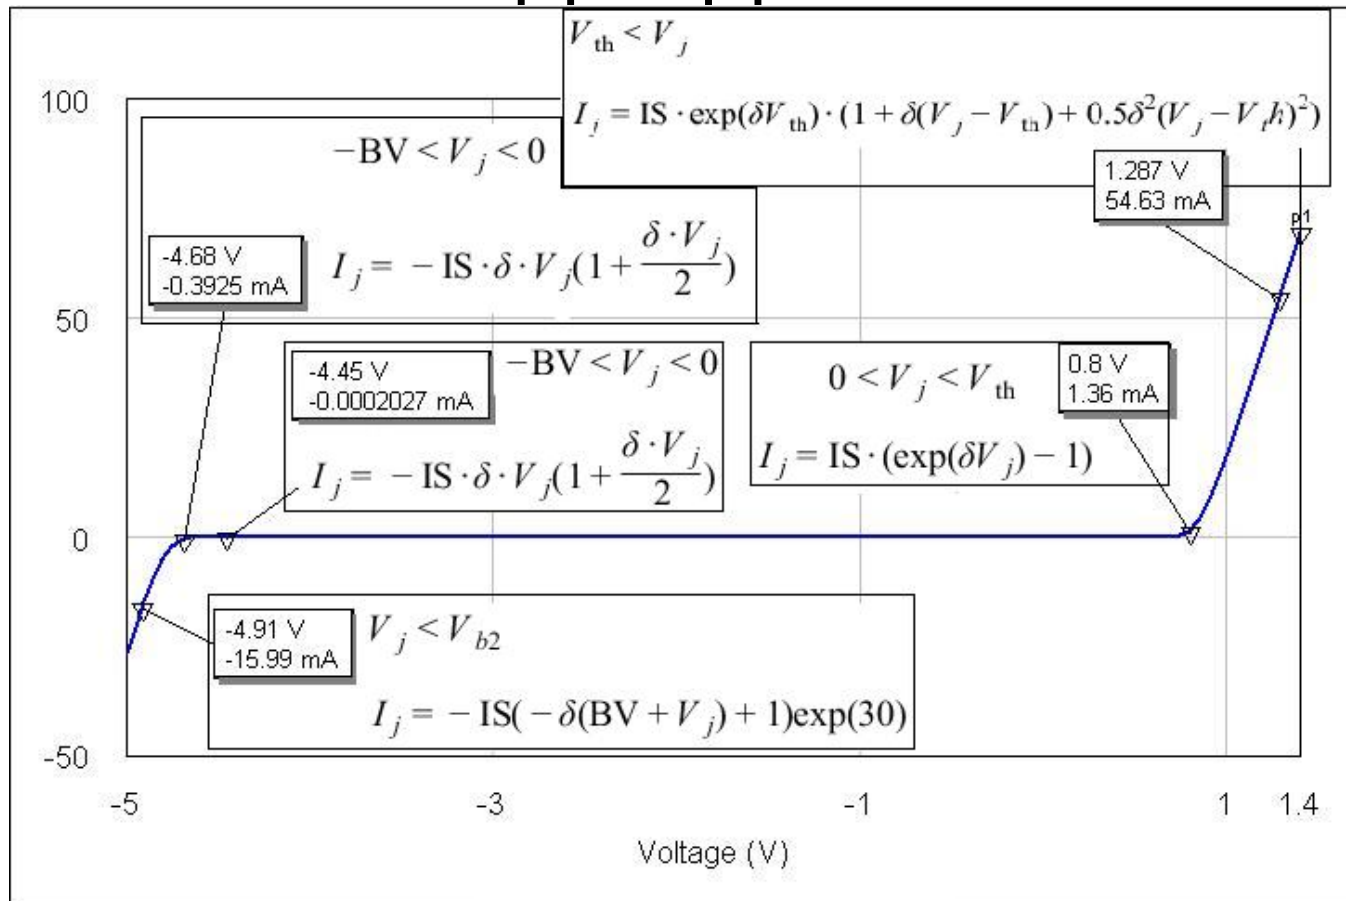 V_th < V_j
I_j = IS · exp(δV_th) · (1 + δ(V_j − V_th) + 0.5δ²(V_j − V_t h)²)
100
−BV < V_j < 0
1.287 V
54.63 mA
p1
-4.68 V
-0.3925 mA
I_j = − IS · δ · V_j(1 + δ · V_j / 2)
50
-4.45 V
-0.0002027 mA
−BV < V_j < 0
0 < V_j < V_th
0.8 V
1.36 mA
I_j = − IS · δ · V_j(1 + δ · V_j / 2)
I_j = IS · (exp(δV_j) − 1)
0
-4.91 V
-15.99 mA
V_j < V_b2
I_j = − IS( − δ(BV + V_j) + 1)exp(30)
-50
-5 -3 -1 1 1.4
Voltage (V)